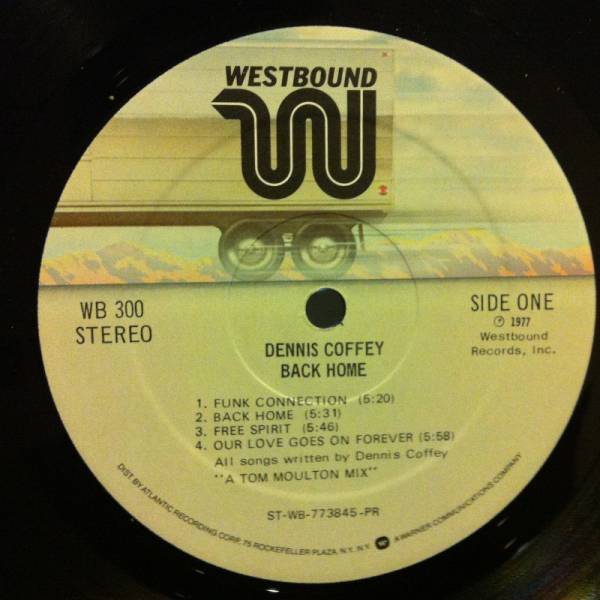 WESTBOUND
W
WB 300
STEREO
SIDE ONE
℗ 1977
Westbound
Records, Inc.
DENNIS COFFEY
BACK HOME
1. FUNK CONNECTION (5:20)
2. BACK HOME (5:31)
3. FREE SPIRIT (5:46)
4. OUR LOVE GOES ON FOREVER (5:58)
All songs written by Dennis Coffey
"A TOM MOULTON MIX"
ST-WB-773845-PR
DIST. BY ATLANTIC RECORDING CORP., 75 ROCKEFELLER PLAZA, N.Y., N.Y. A WARNER COMMUNICATIONS COMPANY